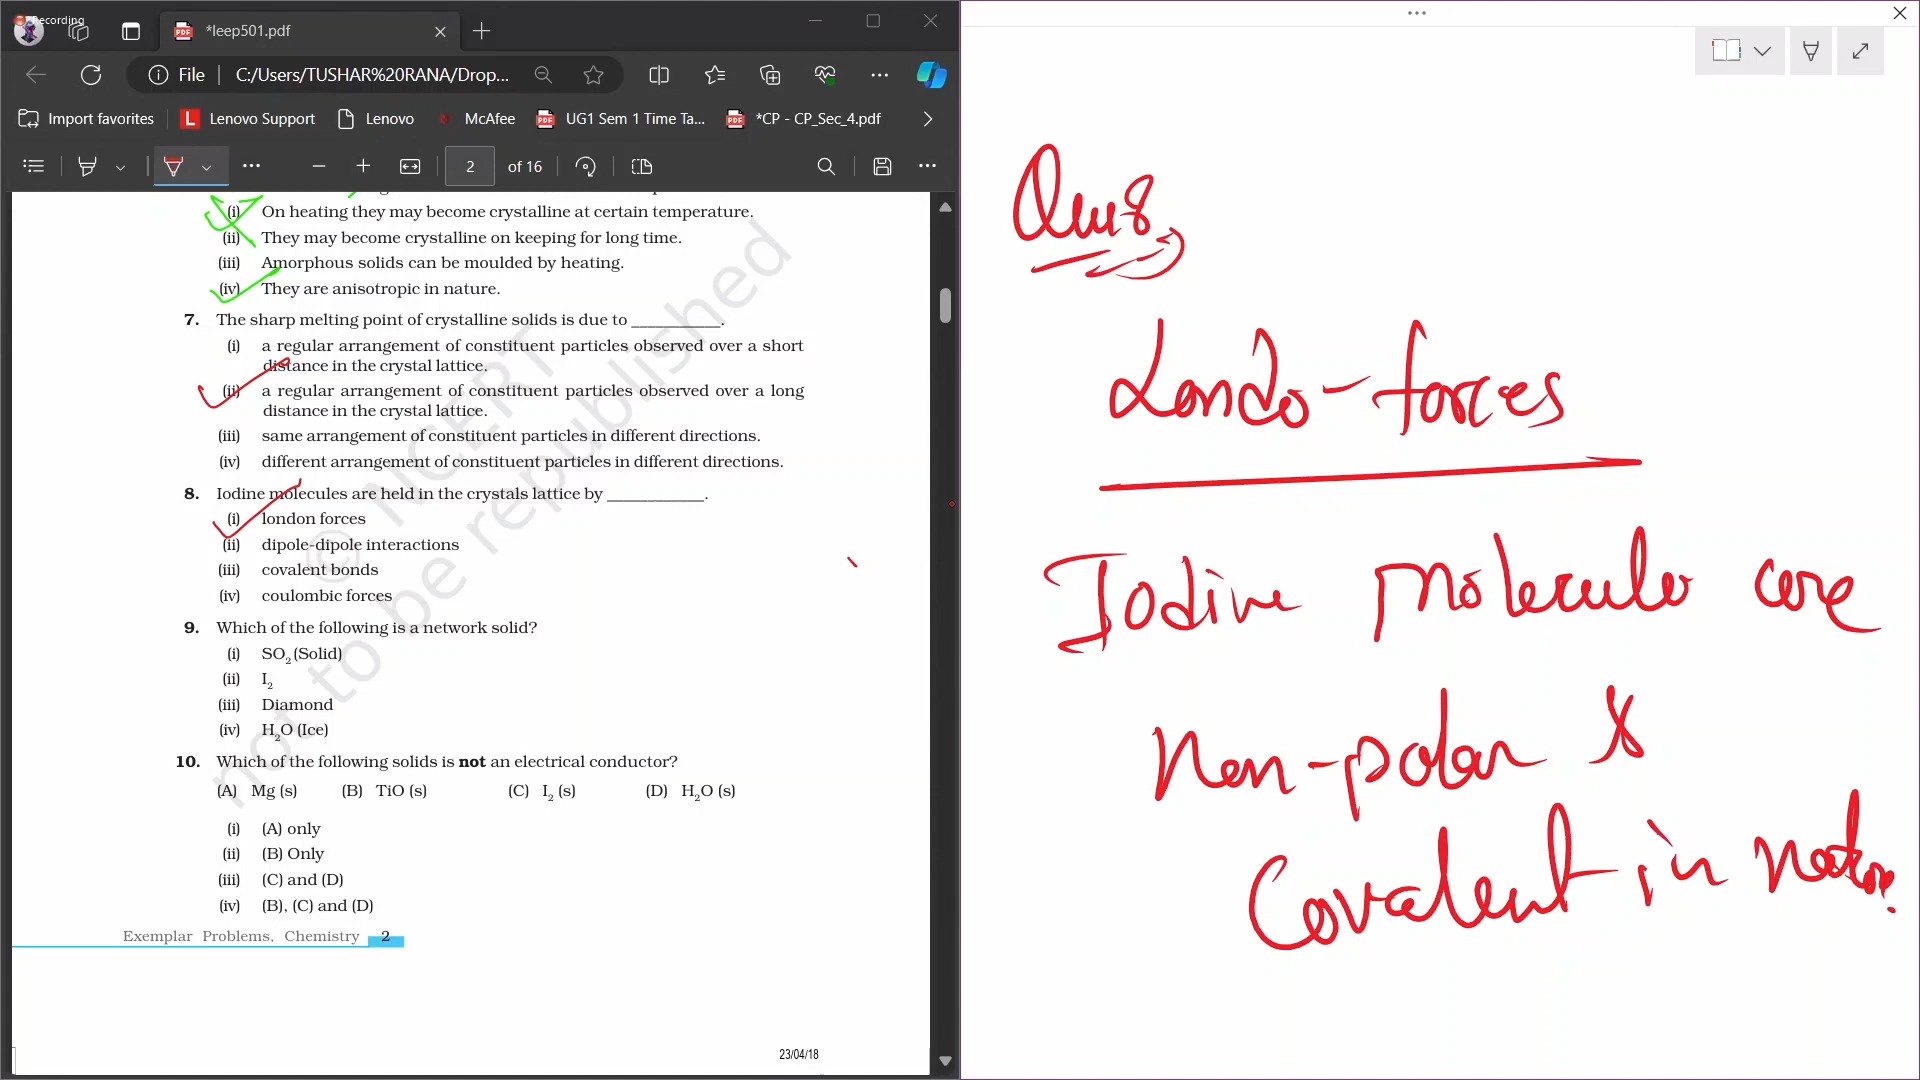 Recording
*leep501.pdf
File
C:/Users/TUSHAR%20RANA/Drop...
Import favorites
L Lenovo Support
Lenovo
McAfee
UG1 Sem 1 Time Ta...
*CP - CP_Sec_4.pdf
2 of 16
(i) On heating they may become crystalline at certain temperature.
(ii) They may become crystalline on keeping for long time.
(iii) Amorphous solids can be moulded by heating.
(iv) They are anisotropic in nature.
7. The sharp melting point of crystalline solids is due to ___________.
(i) a regular arrangement of constituent particles observed over a short
distance in the crystal lattice.
(ii) a regular arrangement of constituent particles observed over a long
distance in the crystal lattice.
(iii) same arrangement of constituent particles in different directions.
(iv) different arrangement of constituent particles in different directions.
8. Iodine molecules are held in the crystals lattice by ____________.
(i) london forces
(ii) dipole-dipole interactions
(iii) covalent bonds
(iv) coulombic forces
9. Which of the following is a network solid?
(i) SO2 (Solid)
(ii) I2
(iii) Diamond
(iv) H2O (Ice)
10. Which of the following solids is not an electrical conductor?
(A) Mg (s) (B) TiO (s) (C) I2 (s) (D) H2O (s)
(i) (A) only
(ii) (B) Only
(iii) (C) and (D)
(iv) (B), (C) and (D)
Exemplar Problems, Chemistry 2
23/04/18
© NCERT
not to be republished
Londo-forces
Iodine
Non-polar &
Covalent in